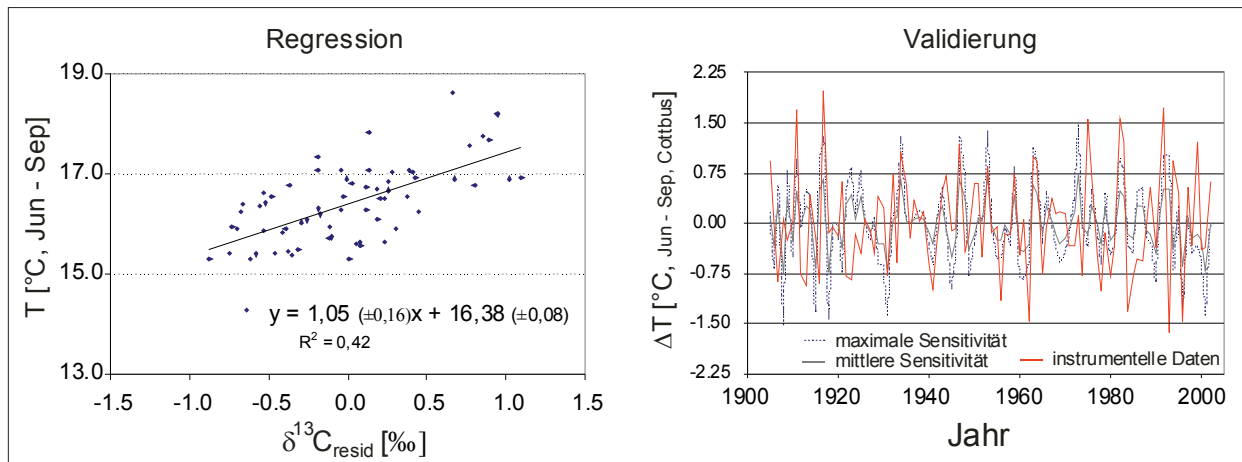 Regression
19.0
17.0
15.0
13.0
T [°C, Jun - Sep]
y = 1,05 (±0,16)x + 16,38 (±0,08)
R² = 0,42
-1.5
-1.0
-0.5
0.0
0.5
1.0
1.5
δ¹³C_resid [‰]
Validierung
2.25
1.50
0.75
0.00
-0.75
-1.50
-2.25
ΔT [°C, Jun - Sep, Cottbus]
maximale Sensitivität
mittlere Sensitivität
instrumentelle Daten
1900
1920
1940
1960
1980
2000
Jahr